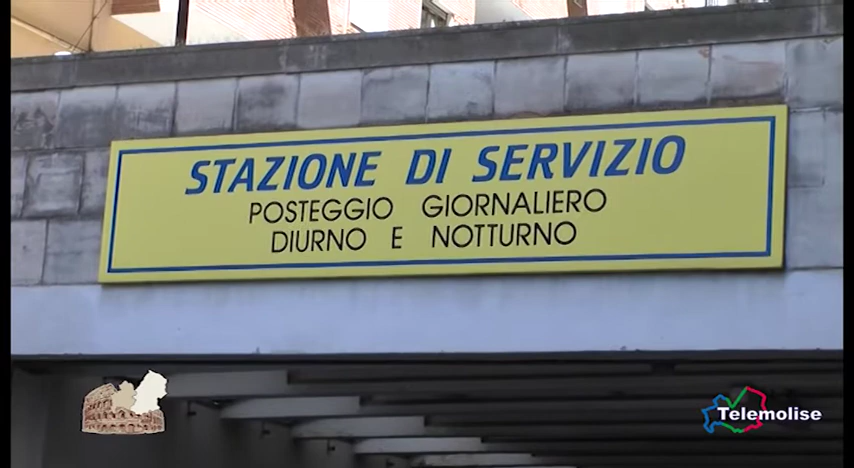 STAZIONE DI SERVIZIO
POSTEGGIO GIORNALIERO
DIURNO E NOTTURNO
Telemolise